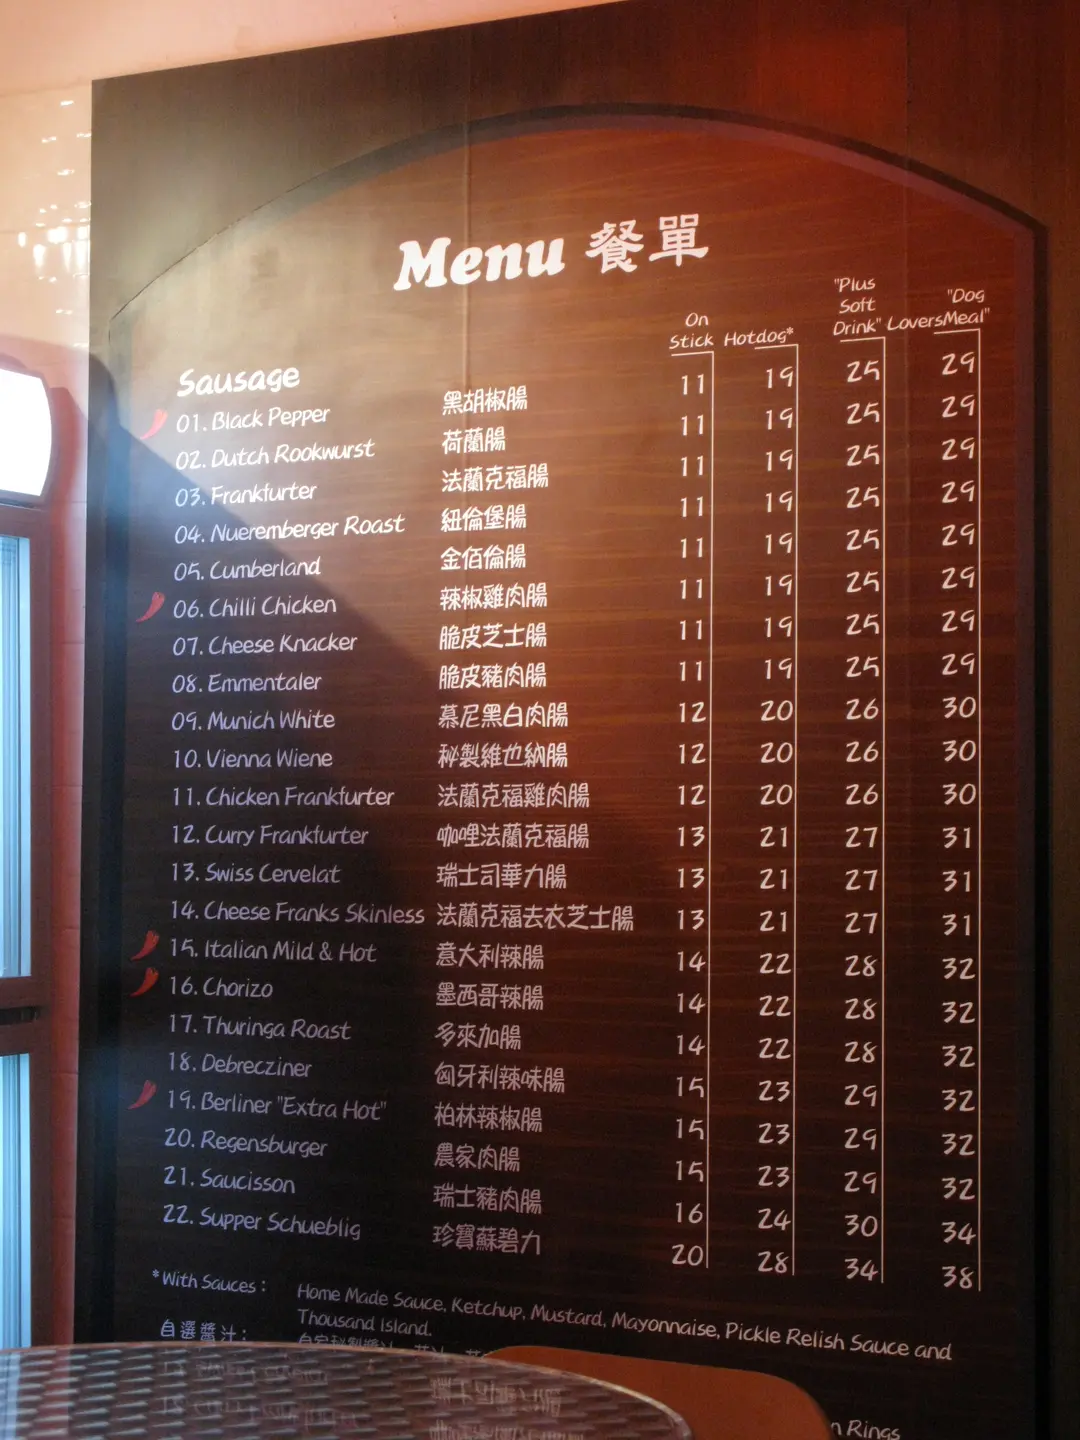 Menu 餐單
On Stick Hotdog* "Plus Soft Drink" "Dog LoversMeal"
Sausage
01. Black Pepper 黑胡椒腸 11 19 25 29
02. Dutch Rookwurst 荷蘭腸 11 19 25 29
03. Frankfurter 法蘭克福腸 11 19 25 29
04. Nueremberger Roast 紐倫堡腸 11 19 25 29
05. Cumberland 金佰倫腸 11 19 25 29
06. Chilli Chicken 辣椒雞肉腸 11 19 25 29
07. Cheese Knacker 脆皮芝士腸 11 19 25 29
08. Emmentaler 脆皮豬肉腸 11 19 25 29
09. Munich White 慕尼黑白肉腸 12 20 26 30
10. Vienna Wiene 秘製維也納腸 12 20 26 30
11. Chicken Frankfurter 法蘭克福雞肉腸 12 20 26 30
12. Curry Frankfurter 咖哩法蘭克福腸 13 21 27 31
13. Swiss Cervelat 瑞士司華力腸 13 21 27 31
14. Cheese Franks Skinless 法蘭克福去衣芝士腸 13 21 27 31
15. Italian Mild & Hot 意大利辣腸 14 22 28 32
16. Chorizo 墨西哥辣腸 14 22 28 32
17. Thuringa Roast 多來加腸 14 22 28 32
18. Debrecziner 匈牙利辣味腸 15 23 29 32
19. Berliner "Extra Hot" 柏林辣椒腸 15 23 29 32
20. Regensburger 農家肉腸 15 23 29 32
21. Saucisson 瑞士豬肉腸 16 24 30 34
22. Supper Schueblig 珍寶蘇碧力 20 28 34 38
*With Sauces : Home Made Sauce, Ketchup, Mustard, Mayonnaise, Pickle Relish Sauce and
Thousand Island.
自選醬汁 :
Rings